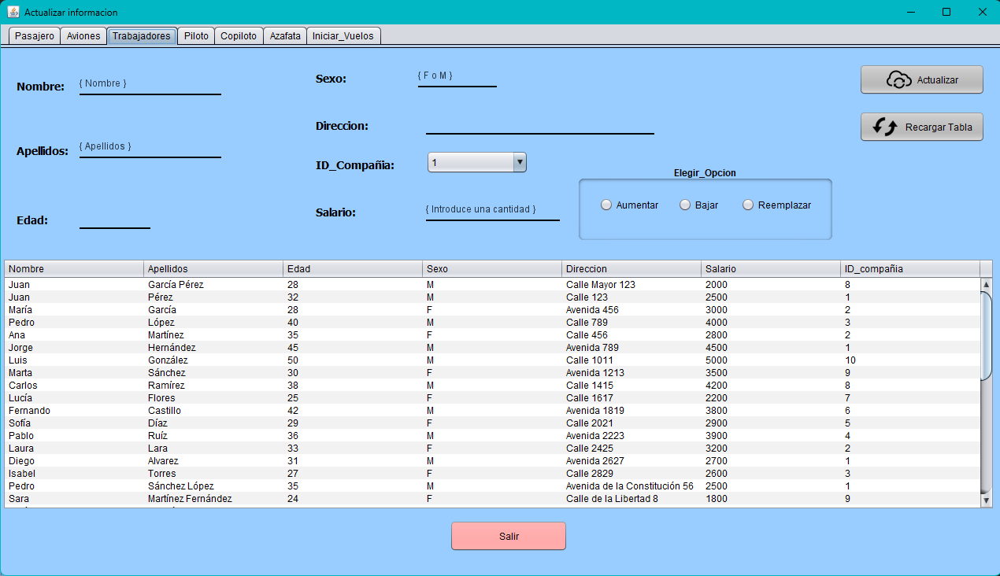 Actualizar informacion
Pasajero Aviones Trabajadores Piloto Copiloto Azafata Iniciar_Vuelos
Nombre: { Nombre } Sexo: { F o M } Actualizar
Direccion: Recargar Tabla
Apellidos: { Apellidos }
ID_Compañia: 1
Elegir_Opcion
Edad: Salario: { Introduce una cantidad } Aumentar Bajar Reemplazar
Nombre Apellidos Edad Sexo Direccion Salario ID_compañia
Juan García Pérez 28 M Calle Mayor 123 2000 8
Juan Pérez 32 M Calle 123 2500 1
María García 28 F Avenida 456 3000 2
Pedro López 40 M Calle 789 4000 3
Ana Martínez 35 F Calle 456 2800 2
Jorge Hernández 45 M Avenida 789 4500 1
Luis González 50 M Calle 1011 5000 10
Marta Sánchez 30 F Avenida 1213 3500 9
Carlos Ramírez 38 M Calle 1415 4200 8
Lucía Flores 25 F Calle 1617 2200 7
Fernando Castillo 42 M Avenida 1819 3800 6
Sofía Díaz 29 F Calle 2021 2900 5
Pablo Ruíz 36 M Avenida 2223 3900 4
Laura Lara 33 F Calle 2425 3200 2
Diego Alvarez 31 M Avenida 2627 2700 1
Isabel Torres 27 F Calle 2829 2600 3
Pedro Sánchez López 35 M Avenida de la Constitución 56 2500 1
Sara Martínez Fernández 24 F Calle de la Libertad 8 1800 9
Salir